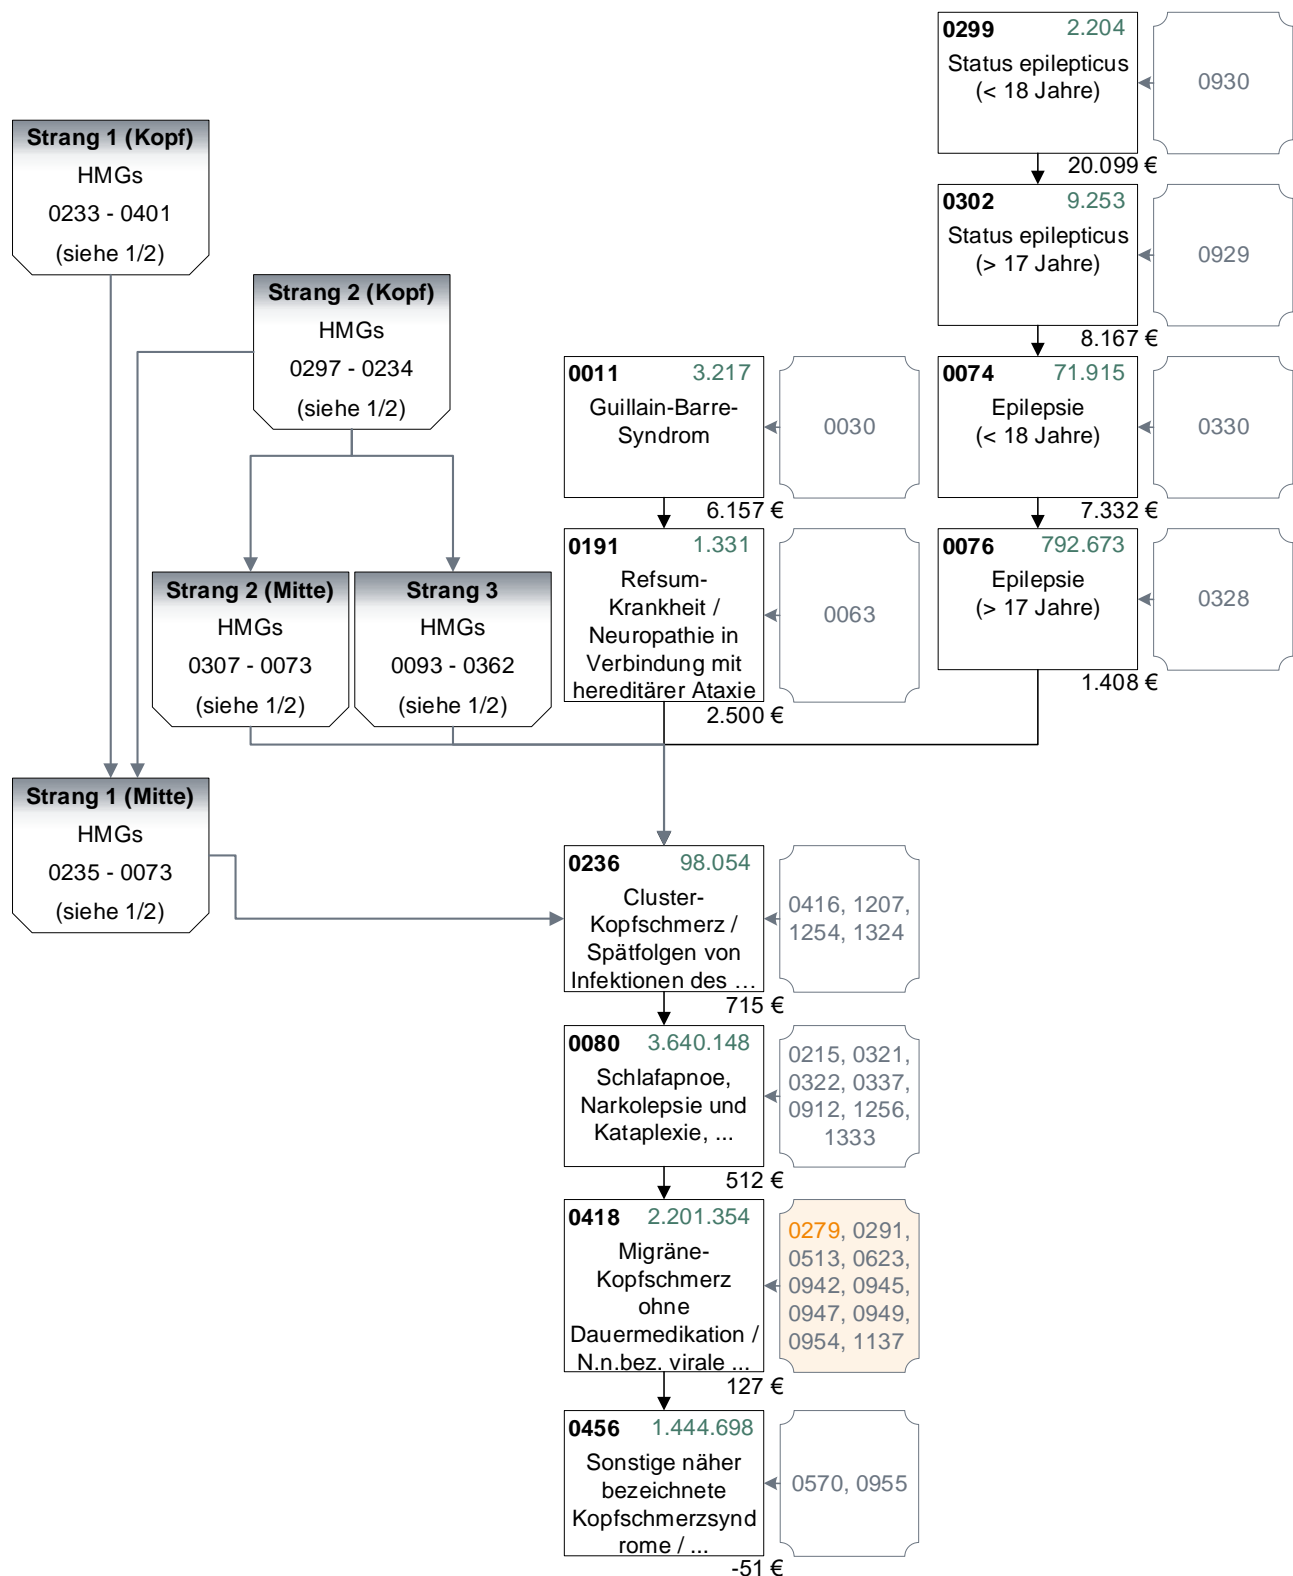 0299 2.204
Status epilepticus
(< 18 Jahre)
0930
20.099 €
0302 9.253
Status epilepticus
(> 17 Jahre)
0929
8.167 €
0074 71.915
Epilepsie
(< 18 Jahre)
0330
7.332 €
0076 792.673
Epilepsie
(> 17 Jahre)
0328
1.408 €
Strang 1 (Kopf)
HMGs
0233 - 0401
(siehe 1/2)
Strang 2 (Kopf)
HMGs
0297 - 0234
(siehe 1/2)
0011 3.217
Guillain-Barre-
Syndrom
0030
6.157 €
0191 1.331
Refsum-
Krankheit /
Neuropathie in
Verbindung mit
hereditärer Ataxie
0063
2.500 €
Strang 2 (Mitte)
HMGs
0307 - 0073
(siehe 1/2)
Strang 3
HMGs
0093 - 0362
(siehe 1/2)
Strang 1 (Mitte)
HMGs
0235 - 0073
(siehe 1/2)
0236 98.054
Cluster-
Kopfschmerz /
Spätfolgen von
Infektionen des ...
0416, 1207,
1254, 1324
715 €
0080 3.640.148
Schlafapnoe,
Narkolepsie und
Kataplexie, ...
0215, 0321,
0322, 0337,
0912, 1256,
1333
512 €
0418 2.201.354
Migräne-
Kopfschmerz
ohne
Dauermedikation /
N.n.bez. virale ...
0279, 0291,
0513, 0623,
0942, 0945,
0947, 0949,
0954, 1137
127 €
0456 1.444.698
Sonstige näher
bezeichnete
Kopfschmerzsynd
rome / ...
0570, 0955
-51 €